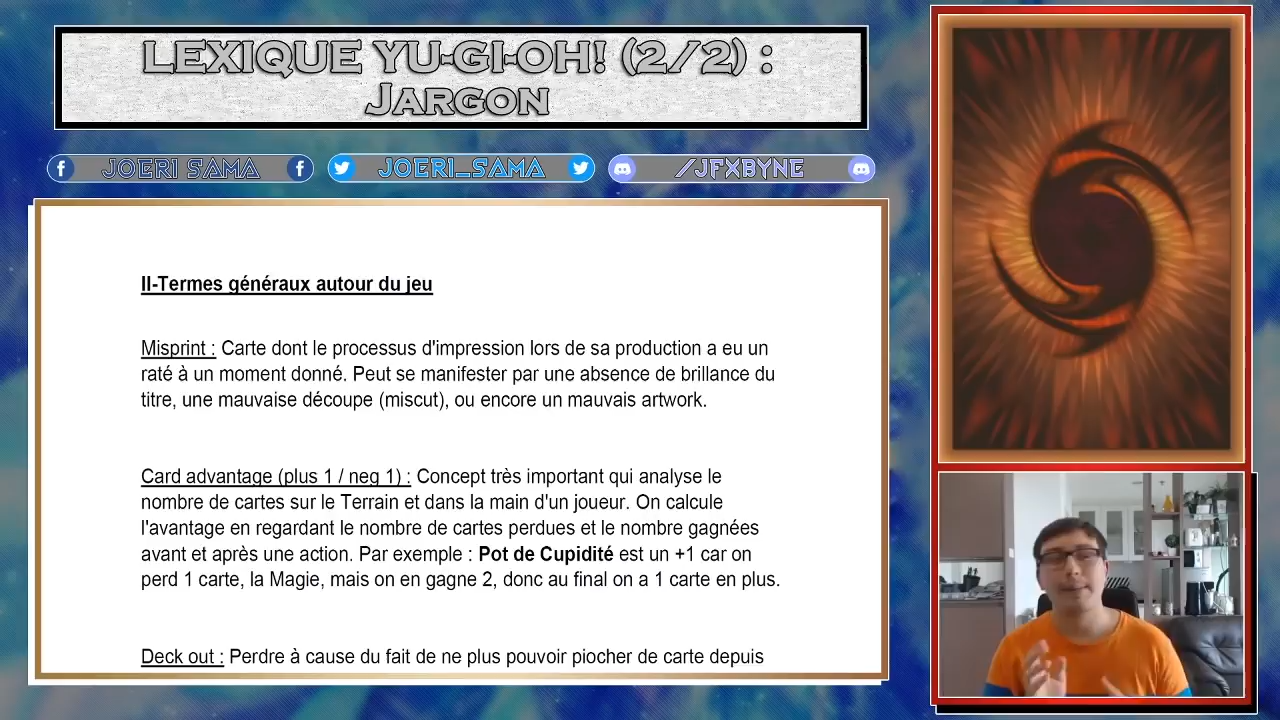 LEXIQUE YU-GI-OH! (2/2) :
JARGON
JOERI SAMA
JOERI_SAMA
/JFXBYNE
II-Termes généraux autour du jeu
Misprint : Carte dont le processus d'impression lors de sa production a eu un
raté à un moment donné. Peut se manifester par une absence de brillance du
titre, une mauvaise découpe (miscut), ou encore un mauvais artwork.
Card advantage (plus 1 / neg 1) : Concept très important qui analyse le
nombre de cartes sur le Terrain et dans la main d'un joueur. On calcule
l'avantage en regardant le nombre de cartes perdues et le nombre gagnées
avant et après une action. Par exemple : Pot de Cupidité est un +1 car on
perd 1 carte, la Magie, mais on en gagne 2, donc au final on a 1 carte en plus.
Deck out : Perdre à cause du fait de ne plus pouvoir piocher de carte depuis